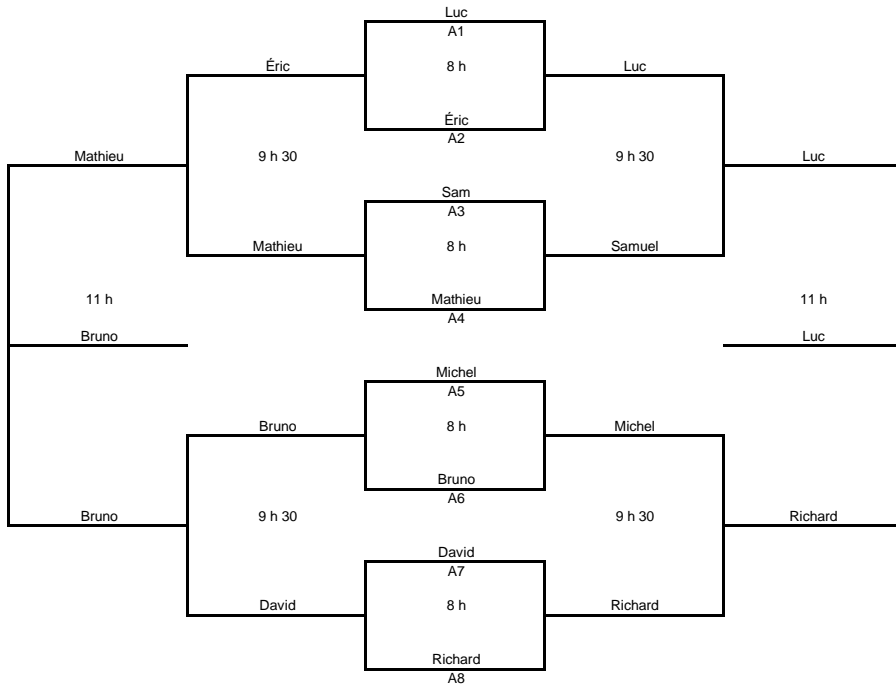 Luc
A1
Éric 8 h Luc
Éric
A2
Mathieu 9 h 30 9 h 30 Luc
Sam
A3
Mathieu 8 h Samuel
11 h Mathieu 11 h
A4
Bruno Luc
Michel
A5
Bruno 8 h Michel
Bruno
A6
Bruno 9 h 30 9 h 30 Richard
David
A7
David 8 h Richard
Richard
A8